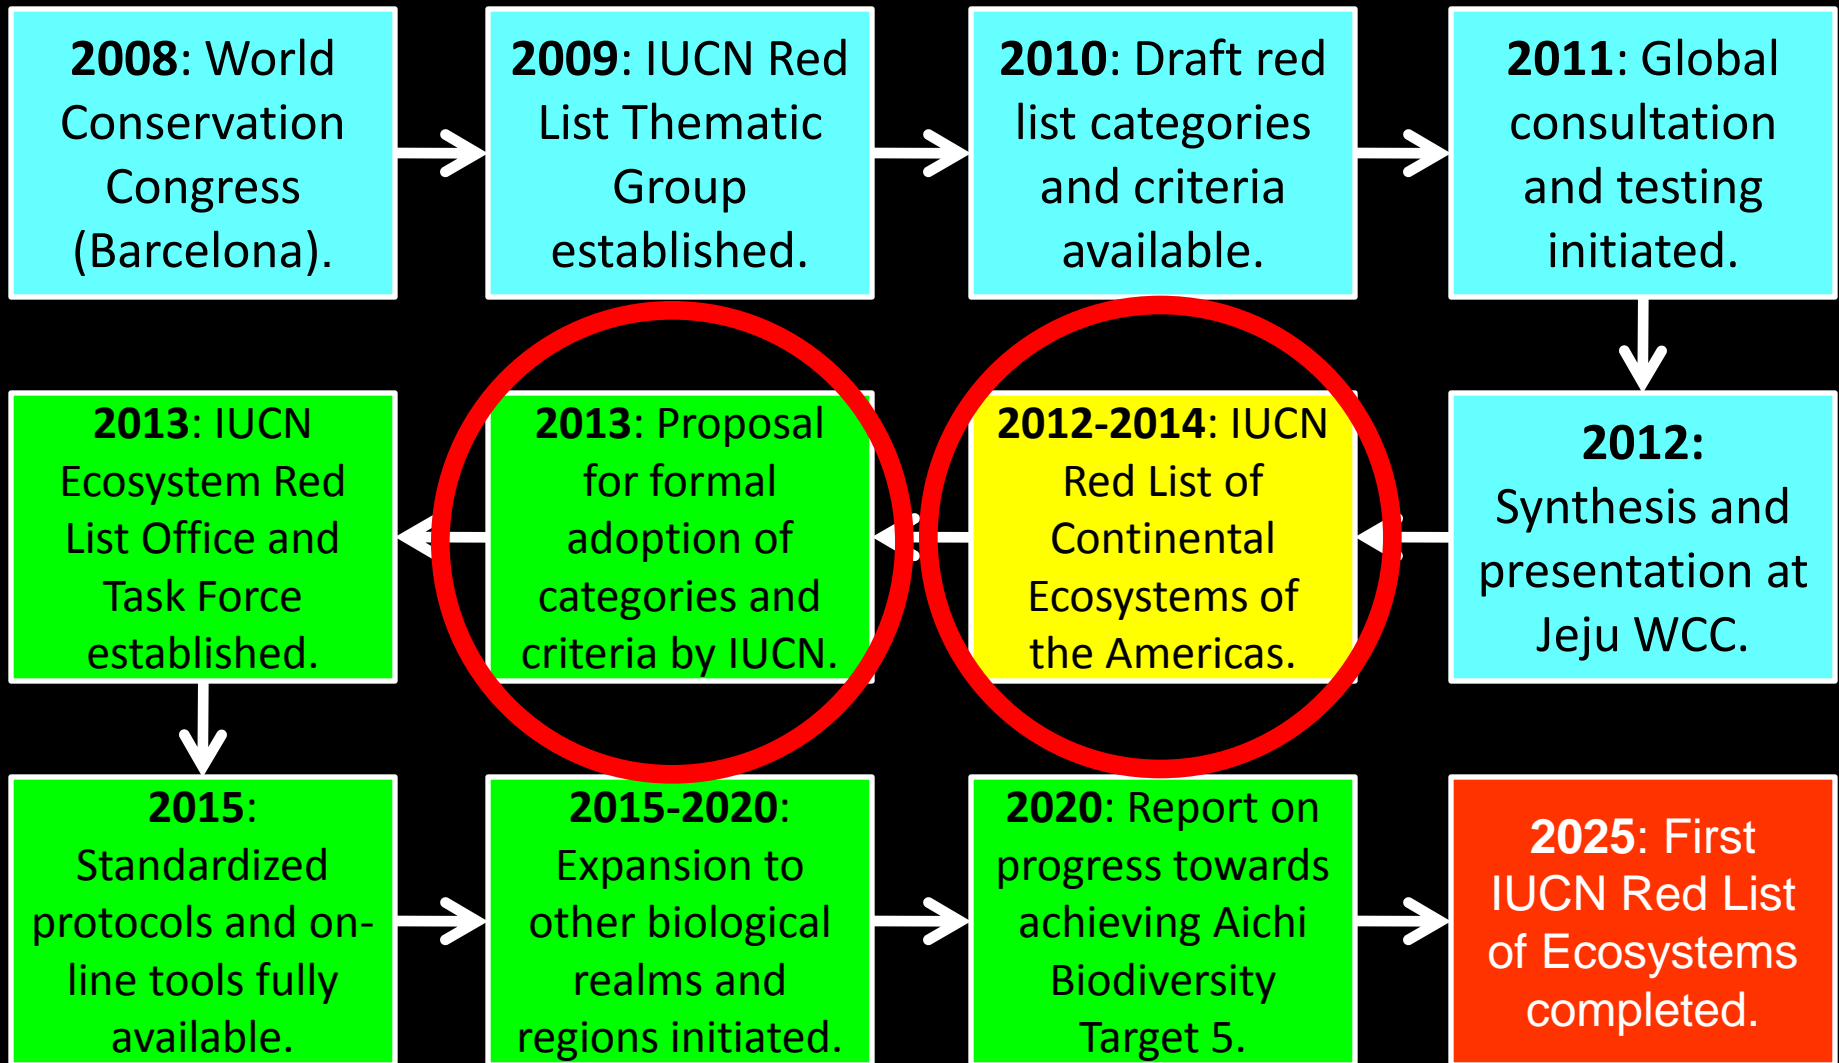 2008: World
Conservation
Congress
(Barcelona).
2009: IUCN Red
List Thematic
Group
established.
2010: Draft red
list categories
and criteria
available.
2011: Global
consultation
and testing
initiated.
2012:
Synthesis and
presentation at
Jeju WCC.
2012-2014: IUCN
Red List of
Continental
Ecosystems of
the Americas.
2013: Proposal
for formal
adoption of
categories and
criteria by IUCN.
2013: IUCN
Ecosystem Red
List Office and
Task Force
established.
2015:
Standardized
protocols and on-
line tools fully
available.
2015-2020:
Expansion to
other biological
realms and
regions initiated.
2020: Report on
progress towards
achieving Aichi
Biodiversity
Target 5.
2025: First
IUCN Red List
of Ecosystems
completed.